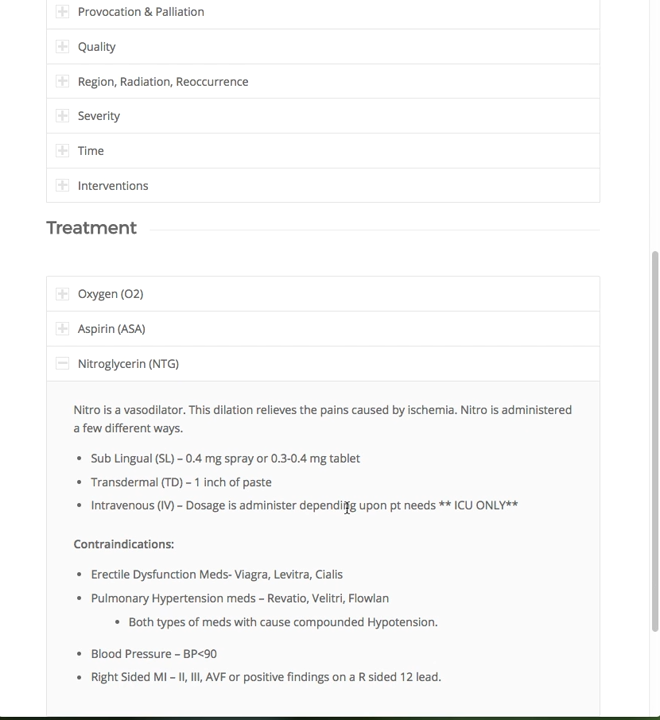 Provocation & Palliation
Quality
Region, Radiation, Reoccurrence
Severity
Time
Interventions
Treatment
Oxygen (O2)
Aspirin (ASA)
Nitroglycerin (NTG)
Nitro is a vasodilator. This dilation relieves the pains caused by ischemia. Nitro is administered
a few different ways.
• Sub Lingual (SL) – 0.4 mg spray or 0.3-0.4 mg tablet
• Transdermal (TD) – 1 inch of paste
• Intravenous (IV) – Dosage is administer depending upon pt needs ** ICU ONLY**
Contraindications:
• Erectile Dysfunction Meds- Viagra, Levitra, Cialis
• Pulmonary Hypertension meds – Revatio, Velitri, Flowlan
• Both types of meds with cause compounded Hypotension.
• Blood Pressure – BP<90
• Right Sided MI – II, III, AVF or positive findings on a R sided 12 lead.